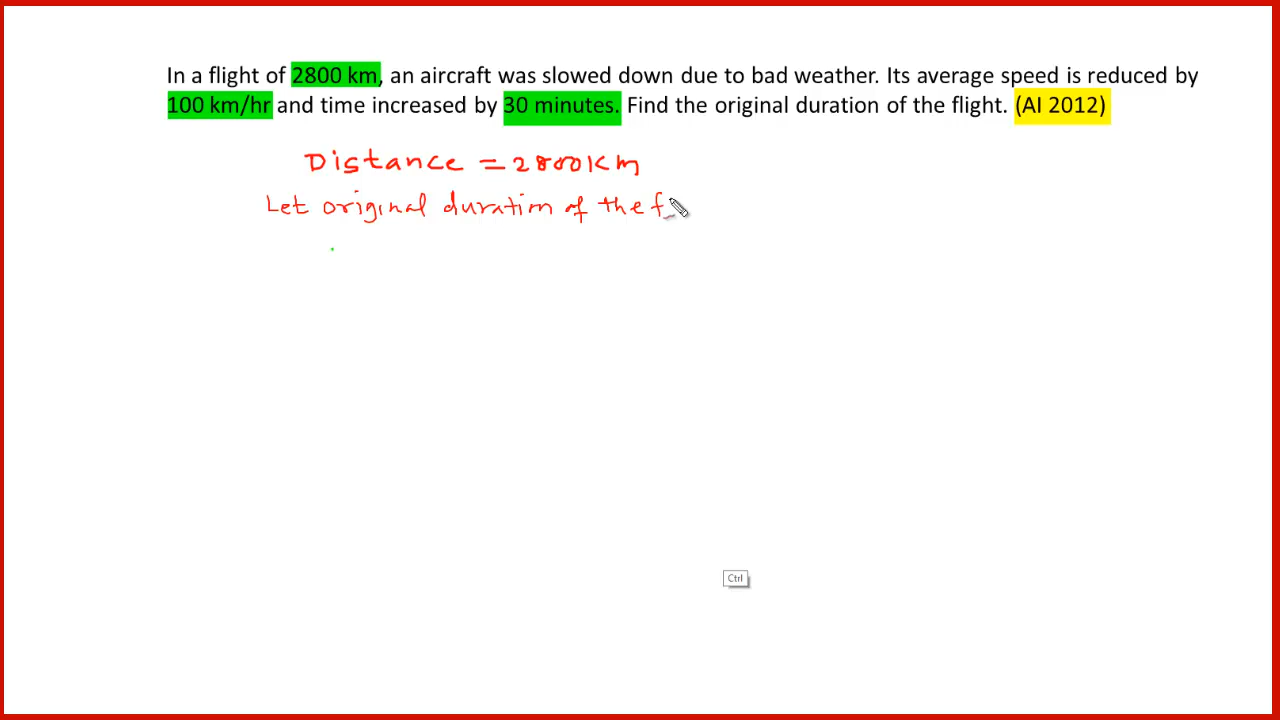 In a flight of 2800 km, an aircraft was slowed down due to bad weather. Its average speed is reduced by
100 km/hr and time increased by 30 minutes. Find the original duration of the flight. (AI 2012)
Distance = 2800 Km
Let original duration of the f
Ctrl